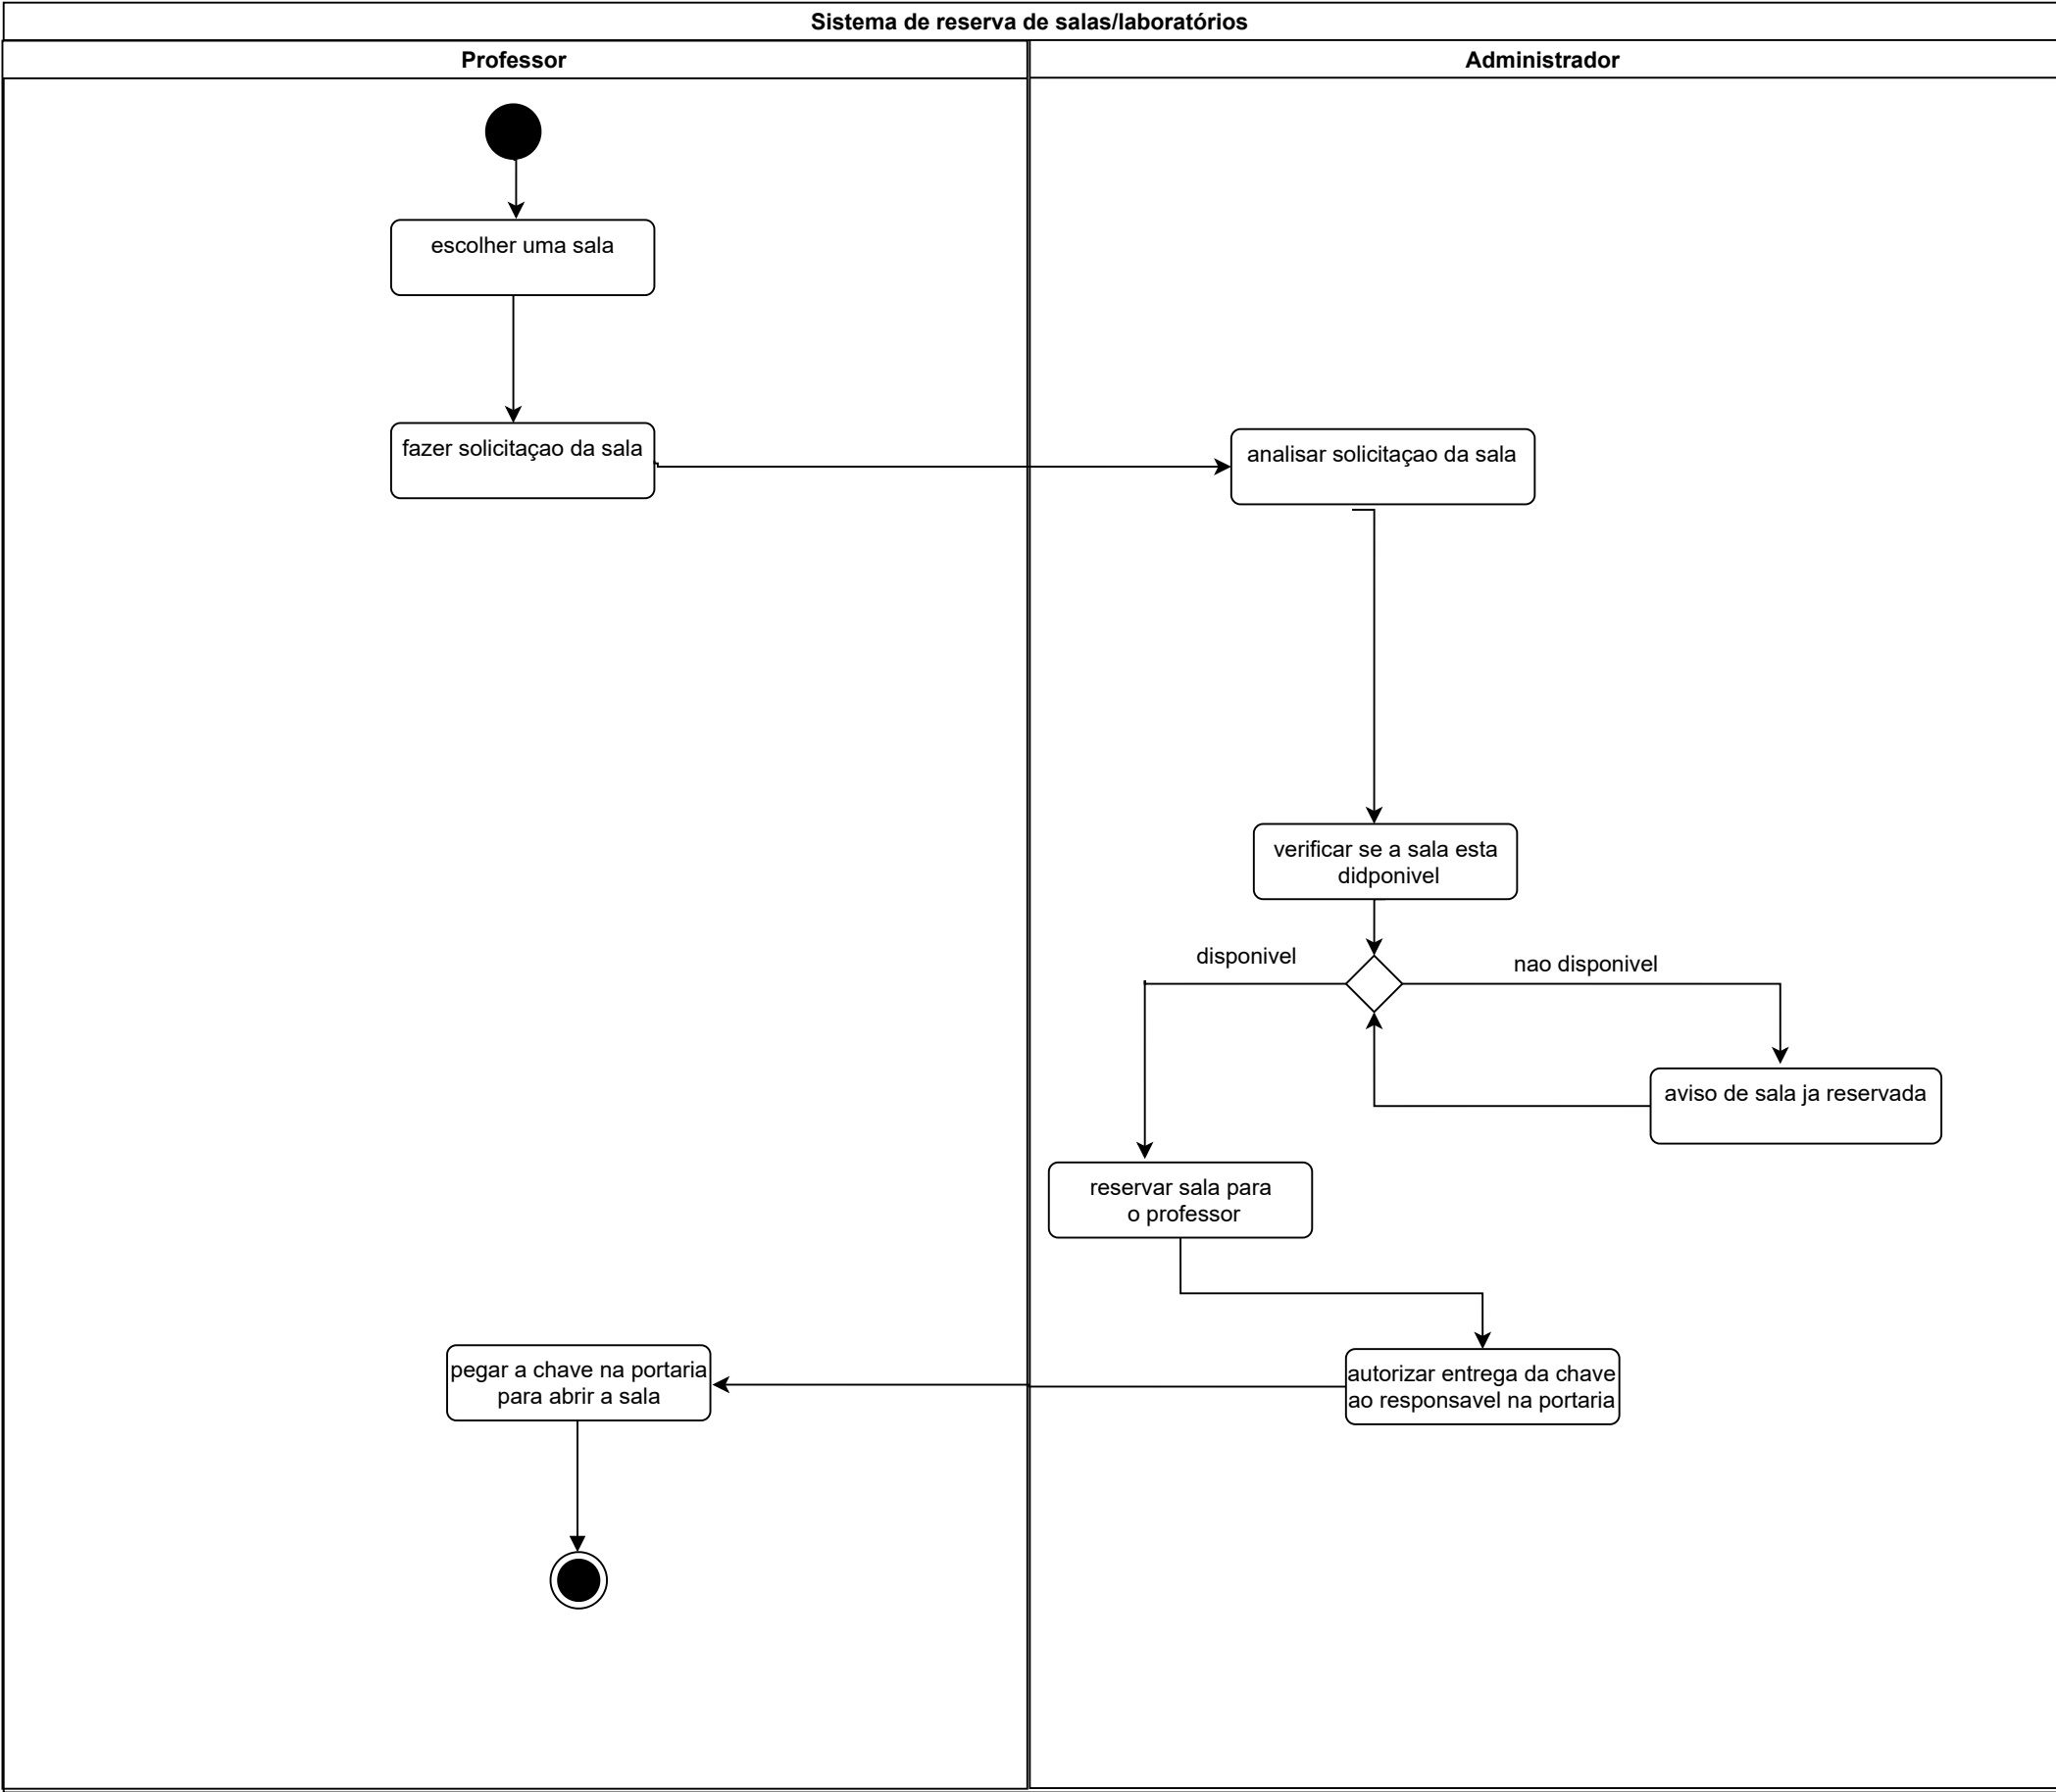 Sistema de reserva de salas/laboratórios
Professor
Administrador
escolher uma sala
fazer solicitaçao da sala
analisar solicitaçao da sala
verificar se a sala esta
didponivel
disponivel
nao disponivel
aviso de sala ja reservada
reservar sala para
o professor
pegar a chave na portaria
para abrir a sala
autorizar entrega da chave
ao responsavel na portaria